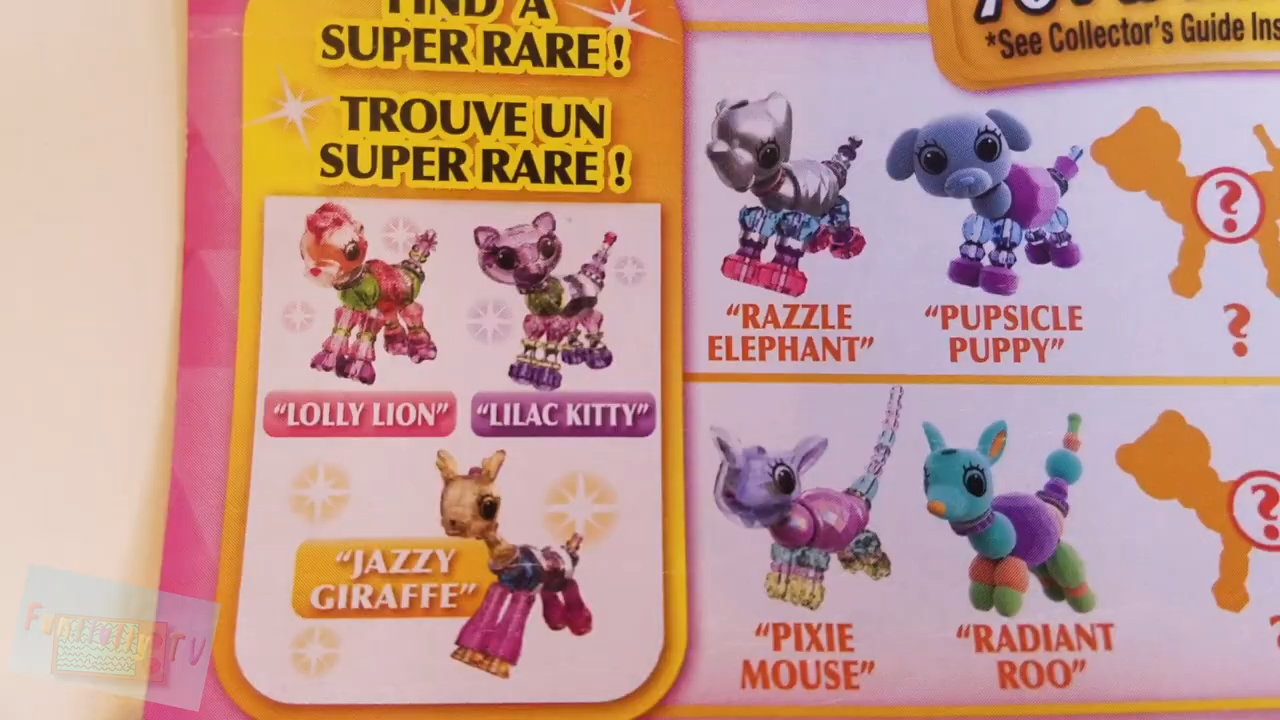 FIND A
SUPER RARE!
TROUVE UN
SUPER RARE!
"LOLLY LION"
"LILAC KITTY"
"JAZZY
GIRAFFE"
*See Collector's Guide Ins
"RAZZLE
ELEPHANT"
"PUPSICLE
PUPPY"
?
?
"PIXIE
MOUSE"
"RADIANT
ROO"
?